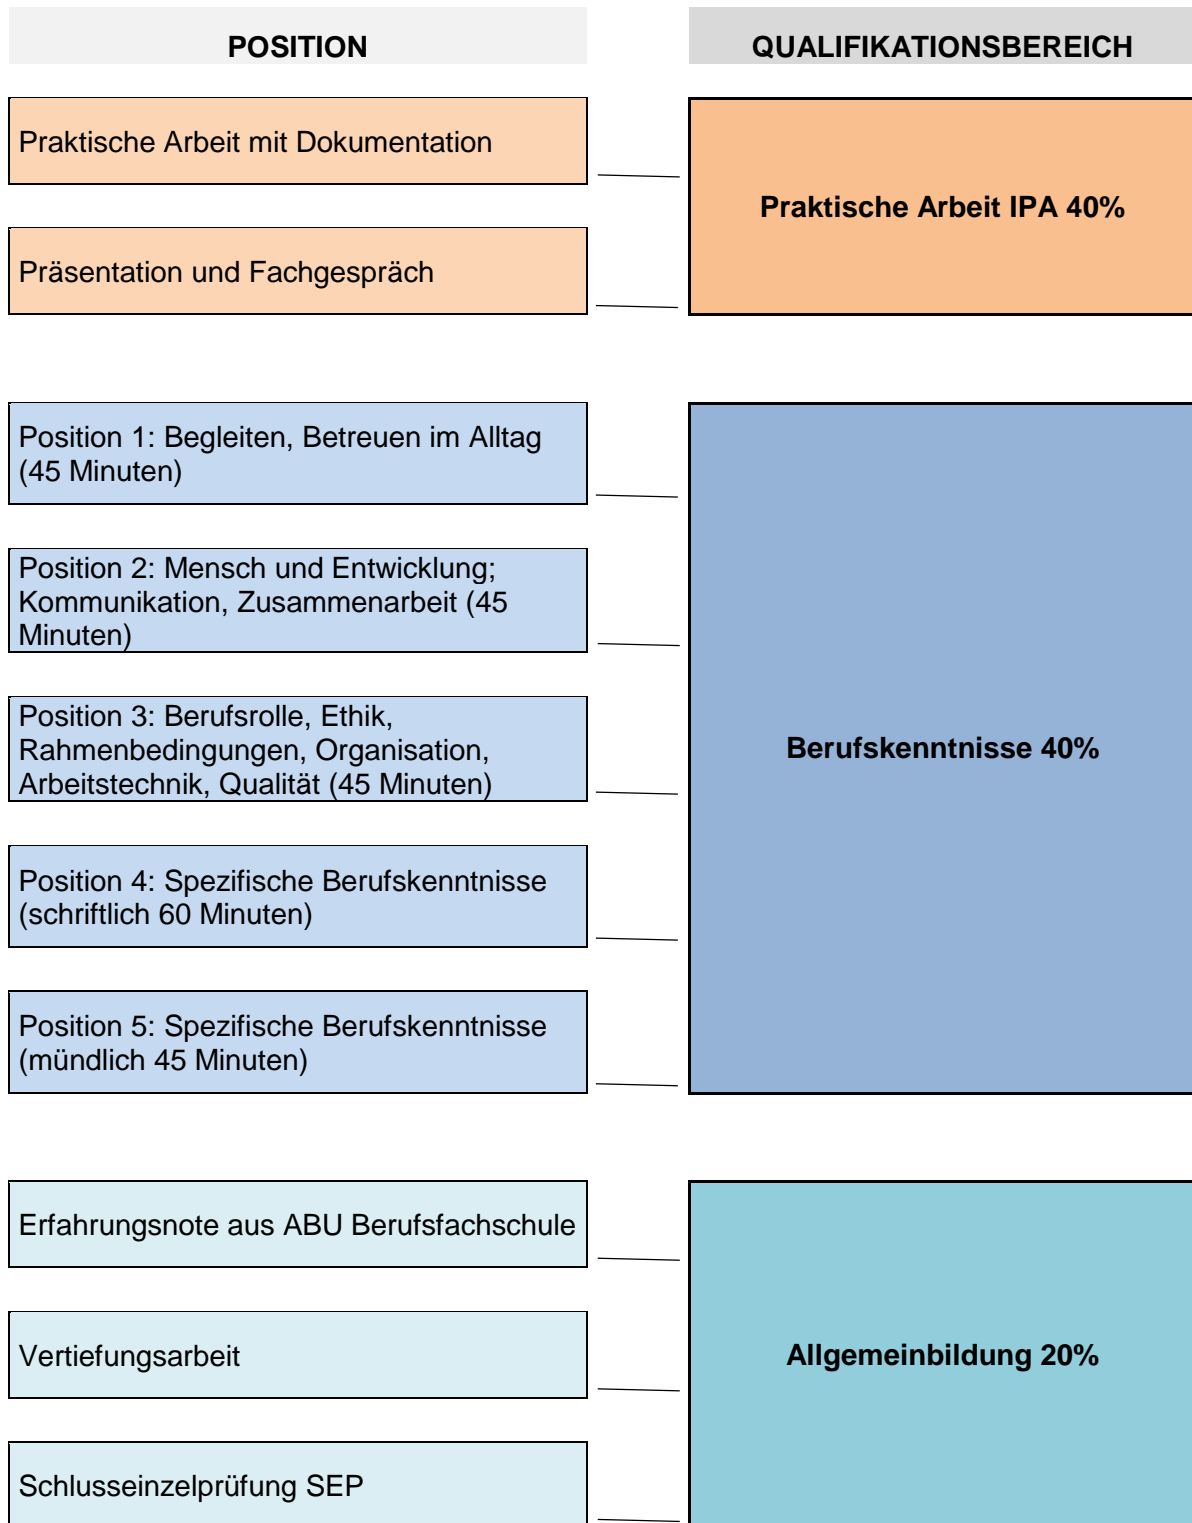 POSITION
QUALIFIKATIONSBEREICH
Praktische Arbeit mit Dokumentation
Präsentation und Fachgespräch
Praktische Arbeit IPA 40%
Position 1: Begleiten, Betreuen im Alltag
(45 Minuten)
Position 2: Mensch und Entwicklung;
Kommunikation, Zusammenarbeit (45
Minuten)
Position 3: Berufsrolle, Ethik,
Rahmenbedingungen, Organisation,
Arbeitstechnik, Qualität (45 Minuten)
Position 4: Spezifische Berufskenntnisse
(schriftlich 60 Minuten)
Position 5: Spezifische Berufskenntnisse
(mündlich 45 Minuten)
Berufskenntnisse 40%
Erfahrungsnote aus ABU Berufsfachschule
Vertiefungsarbeit
Schlusseinzelprüfung SEP
Allgemeinbildung 20%